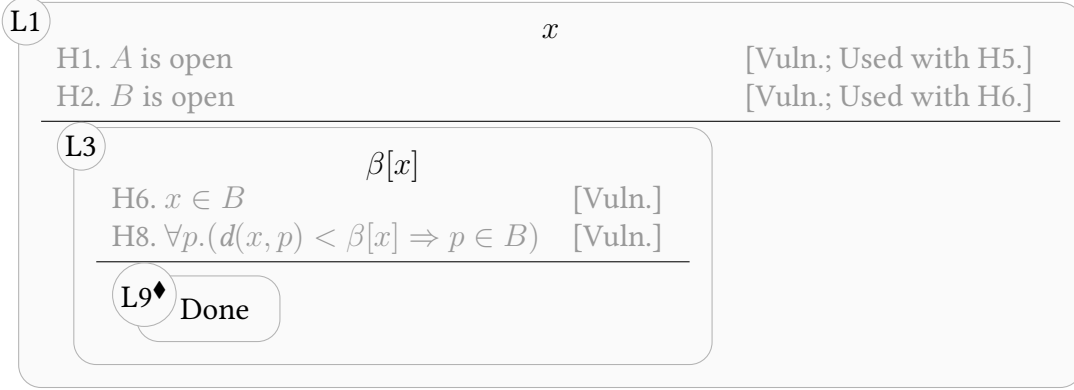 L1
x
H1. A is open [Vuln.; Used with H5.]
H2. B is open [Vuln.; Used with H6.]
L3
β[x]
H6. x ∈ B [Vuln.]
H8. ∀p.(d(x, p) < β[x] ⇒ p ∈ B) [Vuln.]
L9♦ Done